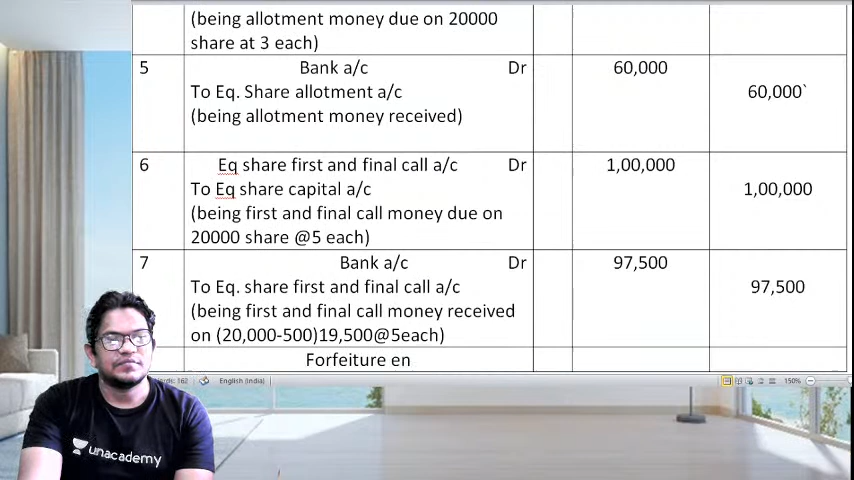 (being allotment money due on 20000
share at 3 each)
5 Bank a/c Dr 60,000
To Eq. Share allotment a/c 60,000`
(being allotment money received)
6 Eq share first and final call a/c Dr 1,00,000
To Eq share capital a/c 1,00,000
(being first and final call money due on
20000 share @5 each)
7 Bank a/c Dr 97,500
To Eq. share first and final call a/c 97,500
(being first and final call money received
on (20,000-500)19,500@5each)
Forfeiture en
English (India) 150%
unacademy